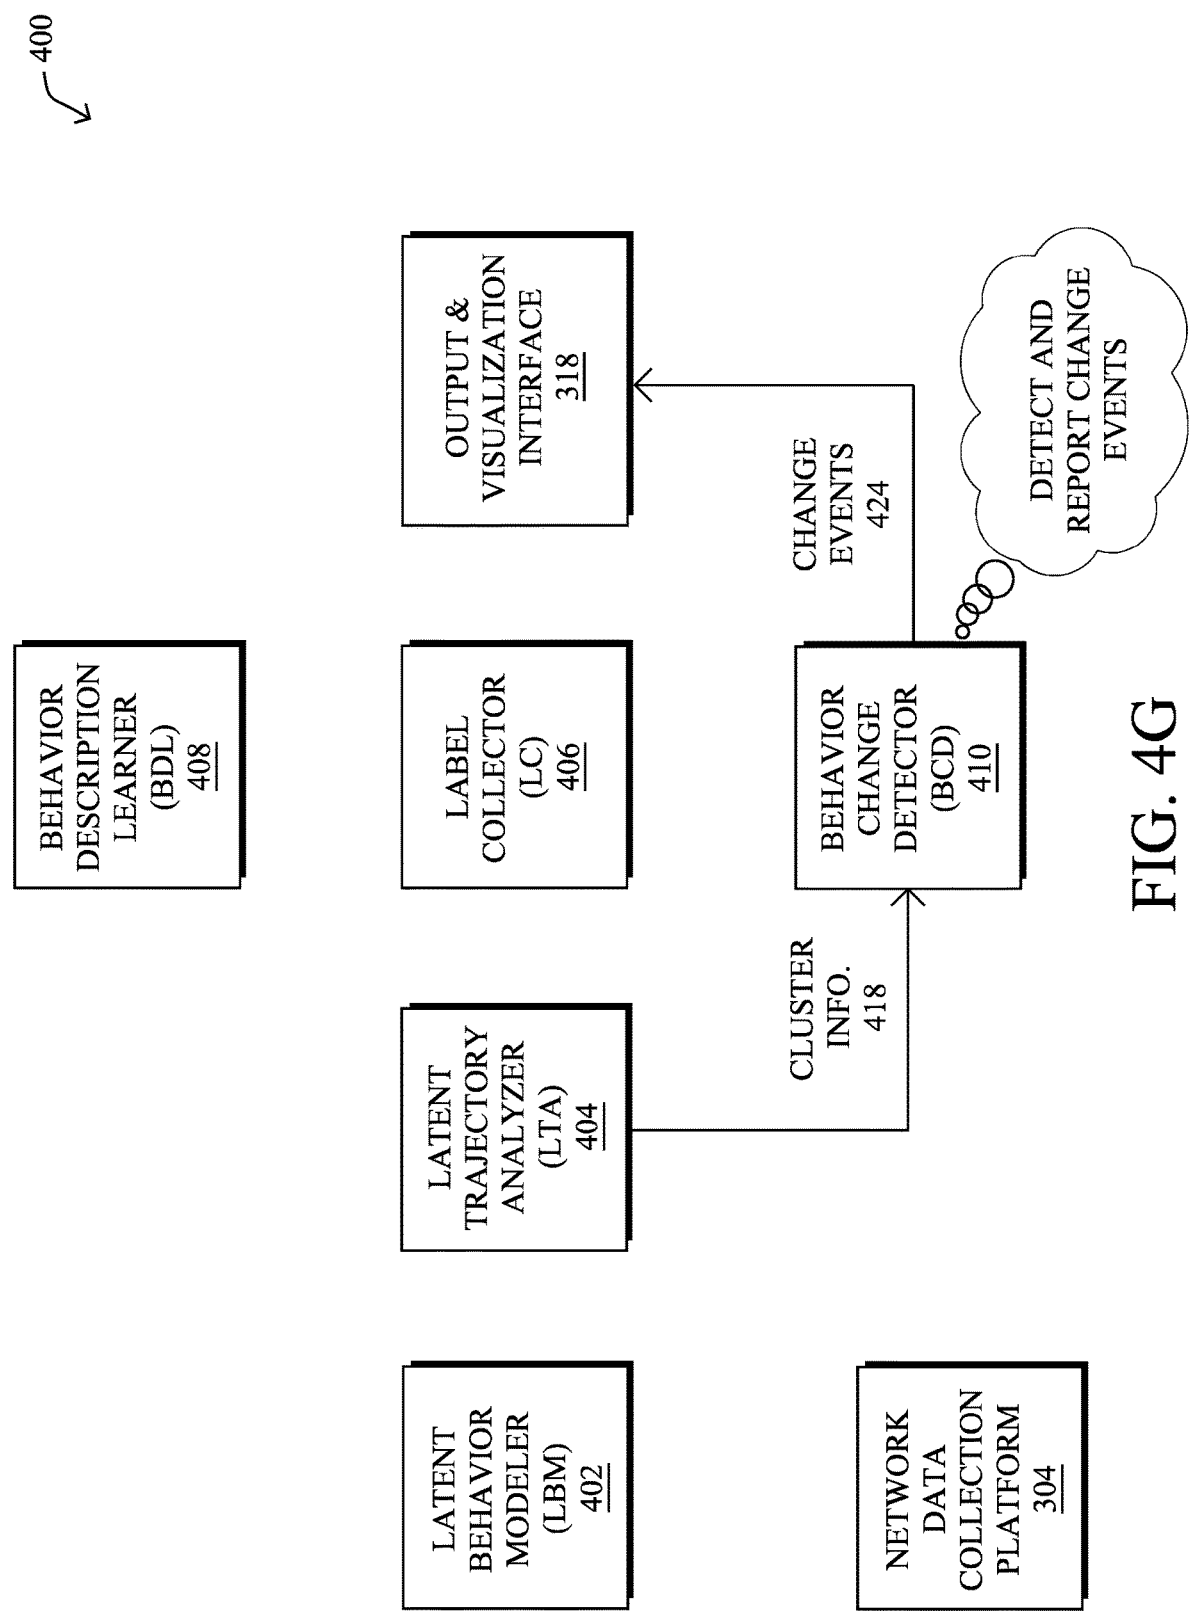 400
BEHAVIOR
DESCRIPTION
LEARNER
(BDL)
408
LATENT
BEHAVIOR
MODELER
(LBM)
402
LATENT
TRAJECTORY
ANALYZER
(LTA)
404
LABEL
COLLECTOR
(LC)
406
OUTPUT &
VISUALIZATION
INTERFACE
318
CLUSTER
INFO.
418
CHANGE
EVENTS
424
NETWORK
DATA
COLLECTION
PLATFORM
304
BEHAVIOR
CHANGE
DETECTOR
(BCD)
410
DETECT AND
REPORT CHANGE
EVENTS
FIG. 4G